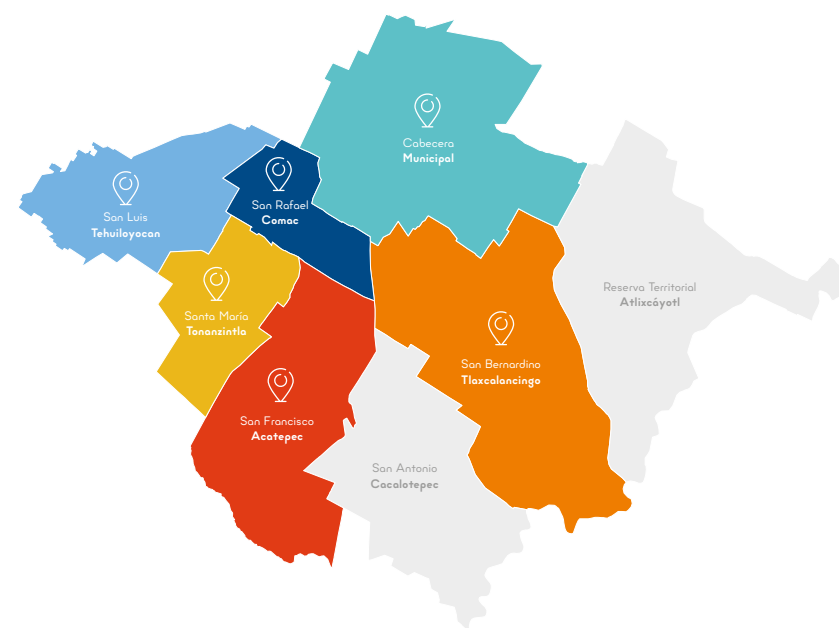 Cabecera
Municipal
San Rafael
Comac
San Luis
Tehuiloyocan
Reserva Territorial
Atlixcáyotl
Santa María
Tonanzintla
San Bernardino
Tlaxcalancingo
San Francisco
Acatepec
San Antonio
Cacalotepec